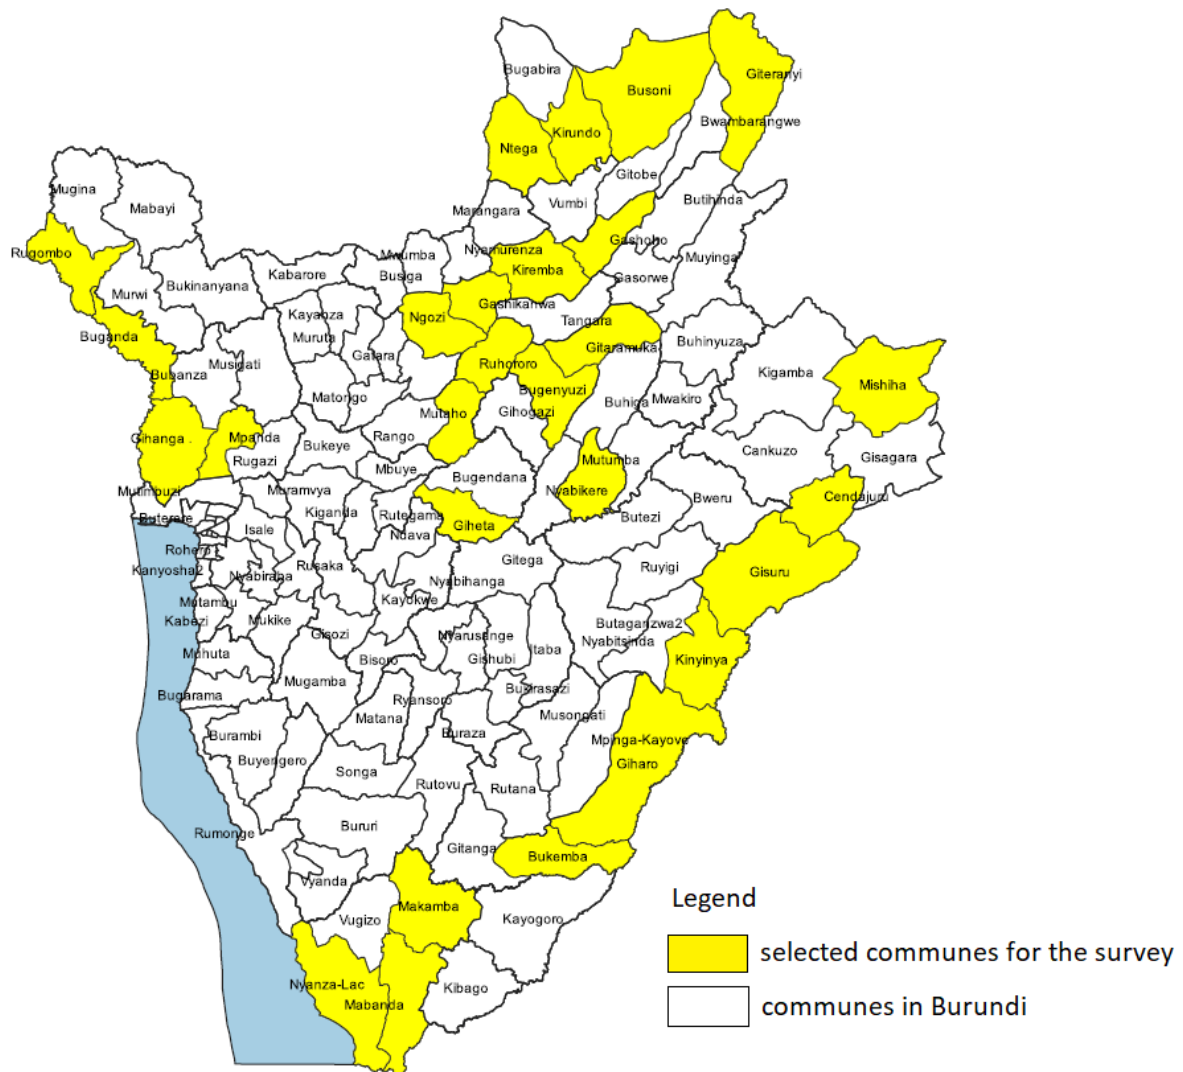 Bugabira
Giteranyi
Busoni
Bwambarangwe
Kirundo
Ntega
Gitobe
Mugina
Butihinda
Vumbi
Mabayi
Marangara
Gashoho
Nyamurenza
Rugombo
Mwumba
Muyinga
Kiremba
Kabarore
Busiga
Gasorwe
Bukinanyana
Murwi
Gashikanwa
Kayanza
Ngozi
Tangara
Buganda
Muruta
Buhinyuza
Gitaramuka
Gatara
Musigati
Ruhororo
Kigamba
Bubanza
Mishiha
Bugenyuzi
Matongo
Buhiga
Mwakiro
Mutaho
Gihogazi
Gihanga .
Mpanda
Rango
Bukeye
Cankuzo
Gisagara
Rugazi
Mutumba
Mbuye
Bugendana
Mutimbuzi
Muramvya
Nyabikere
Bweru
Cendajuru
Kiganda
Rutegama
Buterere
Butezi
Giheta
Isale
Ndava
Rohero
Gitega
Rusaka
Ruyigi
Kanyosha2
Nyabiraba
Gisuru
Nyabihanga
Mutambu
Kayokwe
Kabezi
Mukike
Butaganzwa2
Gisozi
Nyarusange
Nyabitsinda
Itaba
Muhuta
Bisoro
Gishubi
Kinyinya
Mugamba
Bugarama
Bukirasazi
Ryansoro
Matana
Musongati
Burambi
Buraza
Mpinga-Kayove
Buyengero
Giharo
Songa
Rutovu
Rutana
Bururi
Rumonge
Gitanga
Bukemba
Vyanda
Legend
Makamba
Vugizo
Kayogoro
selected communes for the survey
Nyanza-Lac
Kibago
Mabanda
communes in Burundi